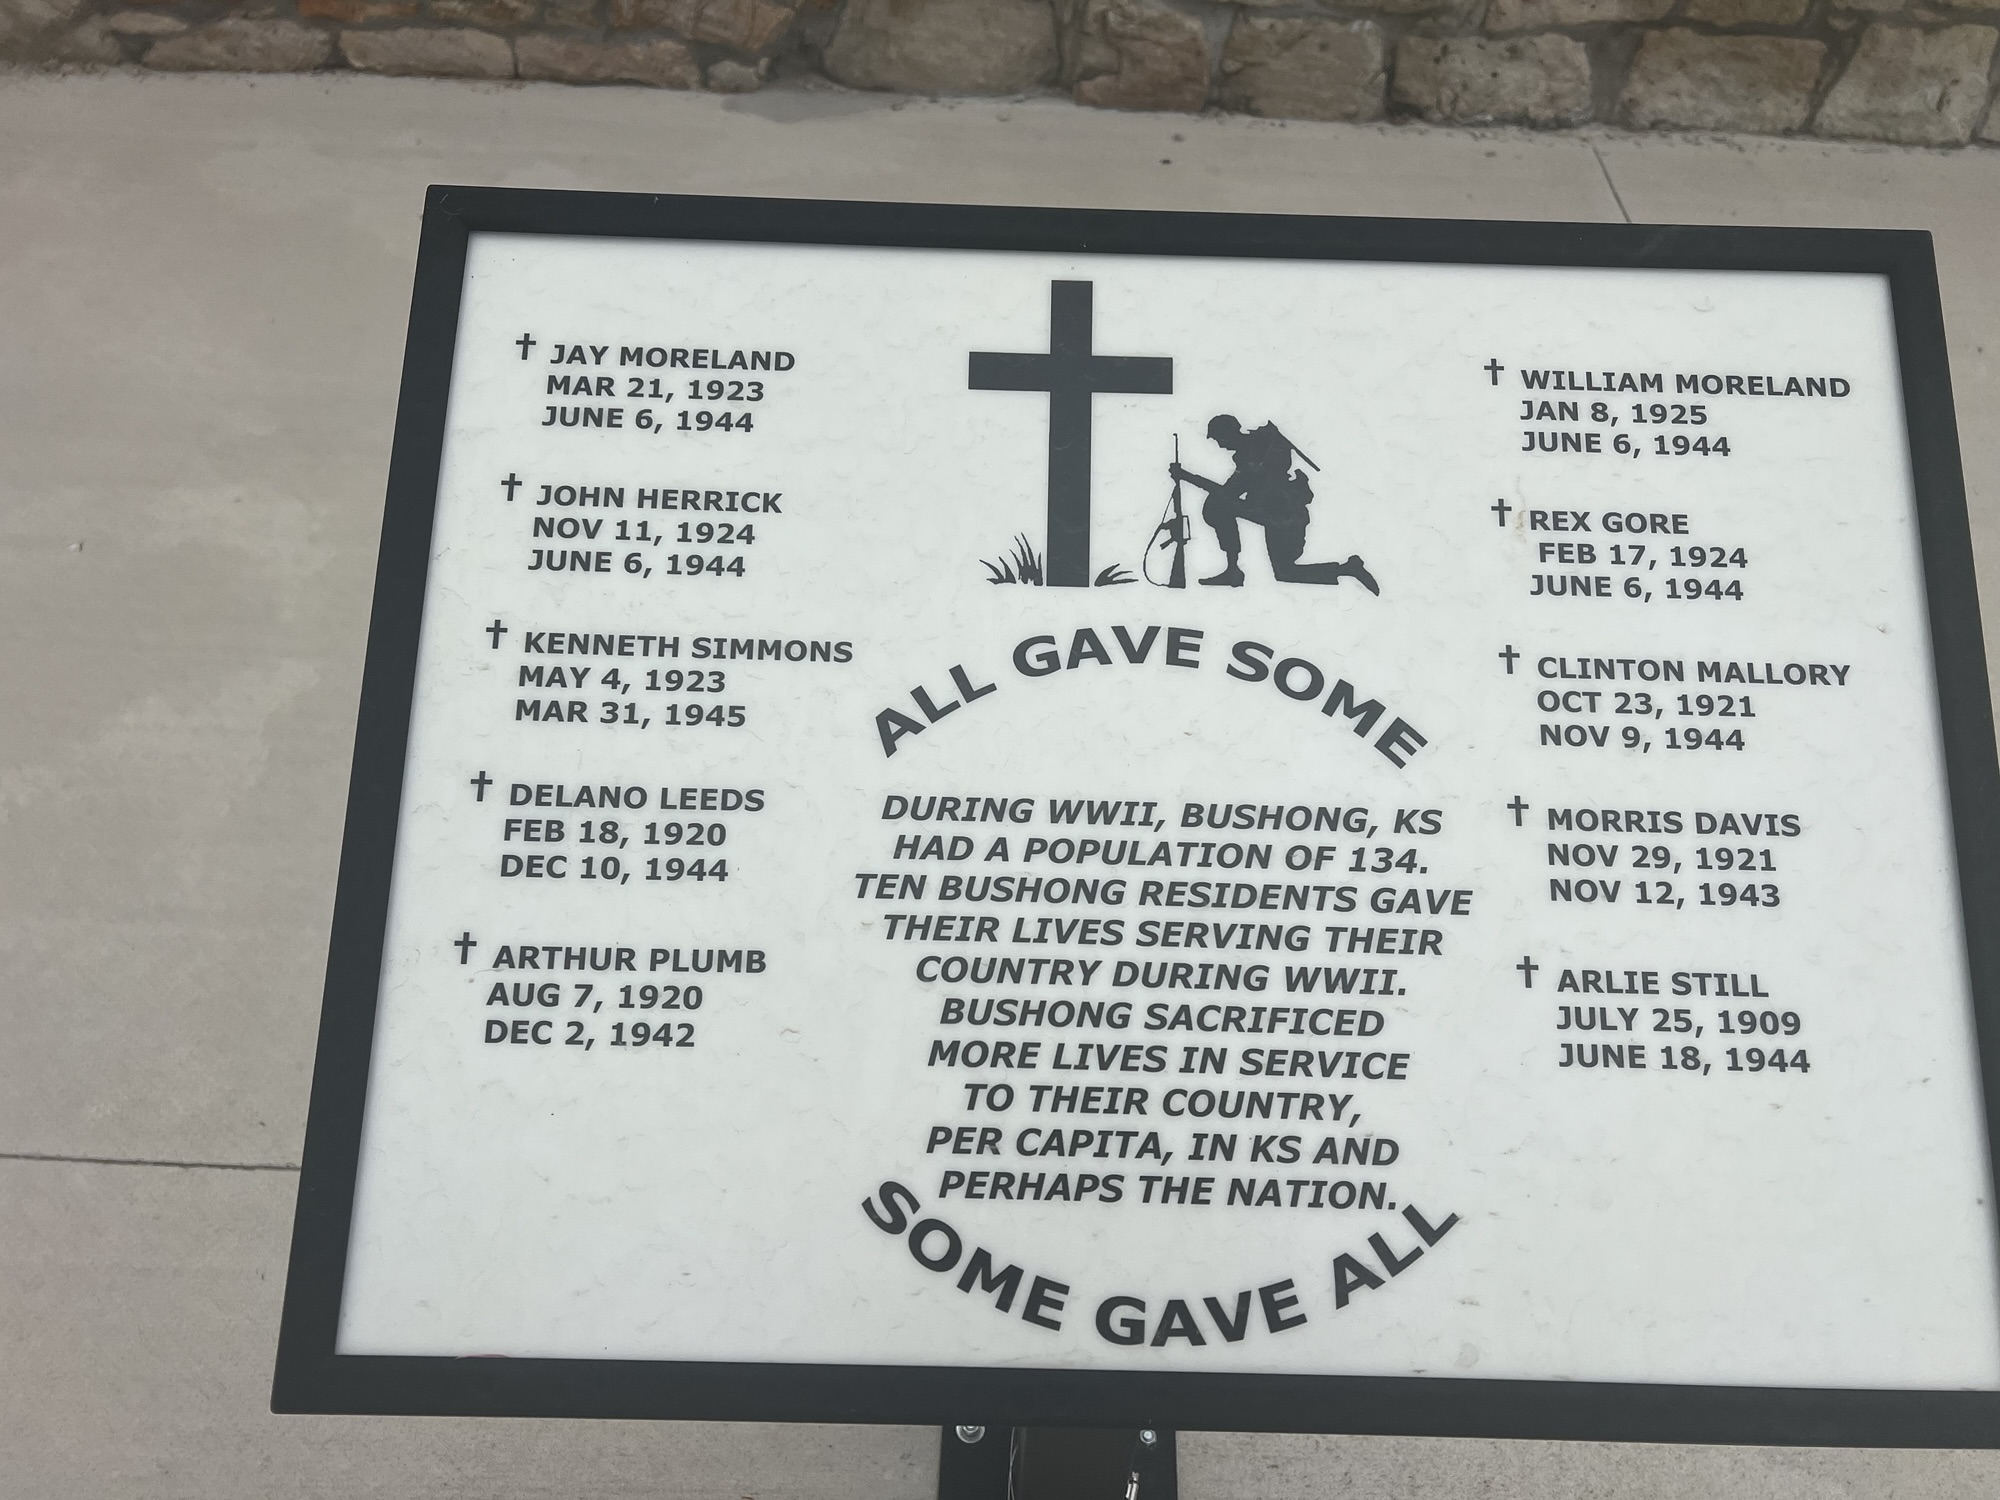 † JAY MORELAND
MAR 21, 1923
JUNE 6, 1944
† JOHN HERRICK
NOV 11, 1924
JUNE 6, 1944
† KENNETH SIMMONS
MAY 4, 1923
MAR 31, 1945
† DELANO LEEDS
FEB 18, 1920
DEC 10, 1944
† ARTHUR PLUMB
AUG 7, 1920
DEC 2, 1942
ALL GAVE SOME
DURING WWII, BUSHONG, KS
HAD A POPULATION OF 134.
TEN BUSHONG RESIDENTS GAVE
THEIR LIVES SERVING THEIR
COUNTRY DURING WWII.
BUSHONG SACRIFICED
MORE LIVES IN SERVICE
TO THEIR COUNTRY,
PER CAPITA, IN KS AND
PERHAPS THE NATION.
SOME GAVE ALL
† WILLIAM MORELAND
JAN 8, 1925
JUNE 6, 1944
† REX GORE
FEB 17, 1924
JUNE 6, 1944
† CLINTON MALLORY
OCT 23, 1921
NOV 9, 1944
† MORRIS DAVIS
NOV 29, 1921
NOV 12, 1943
† ARLIE STILL
JULY 25, 1909
JUNE 18, 1944